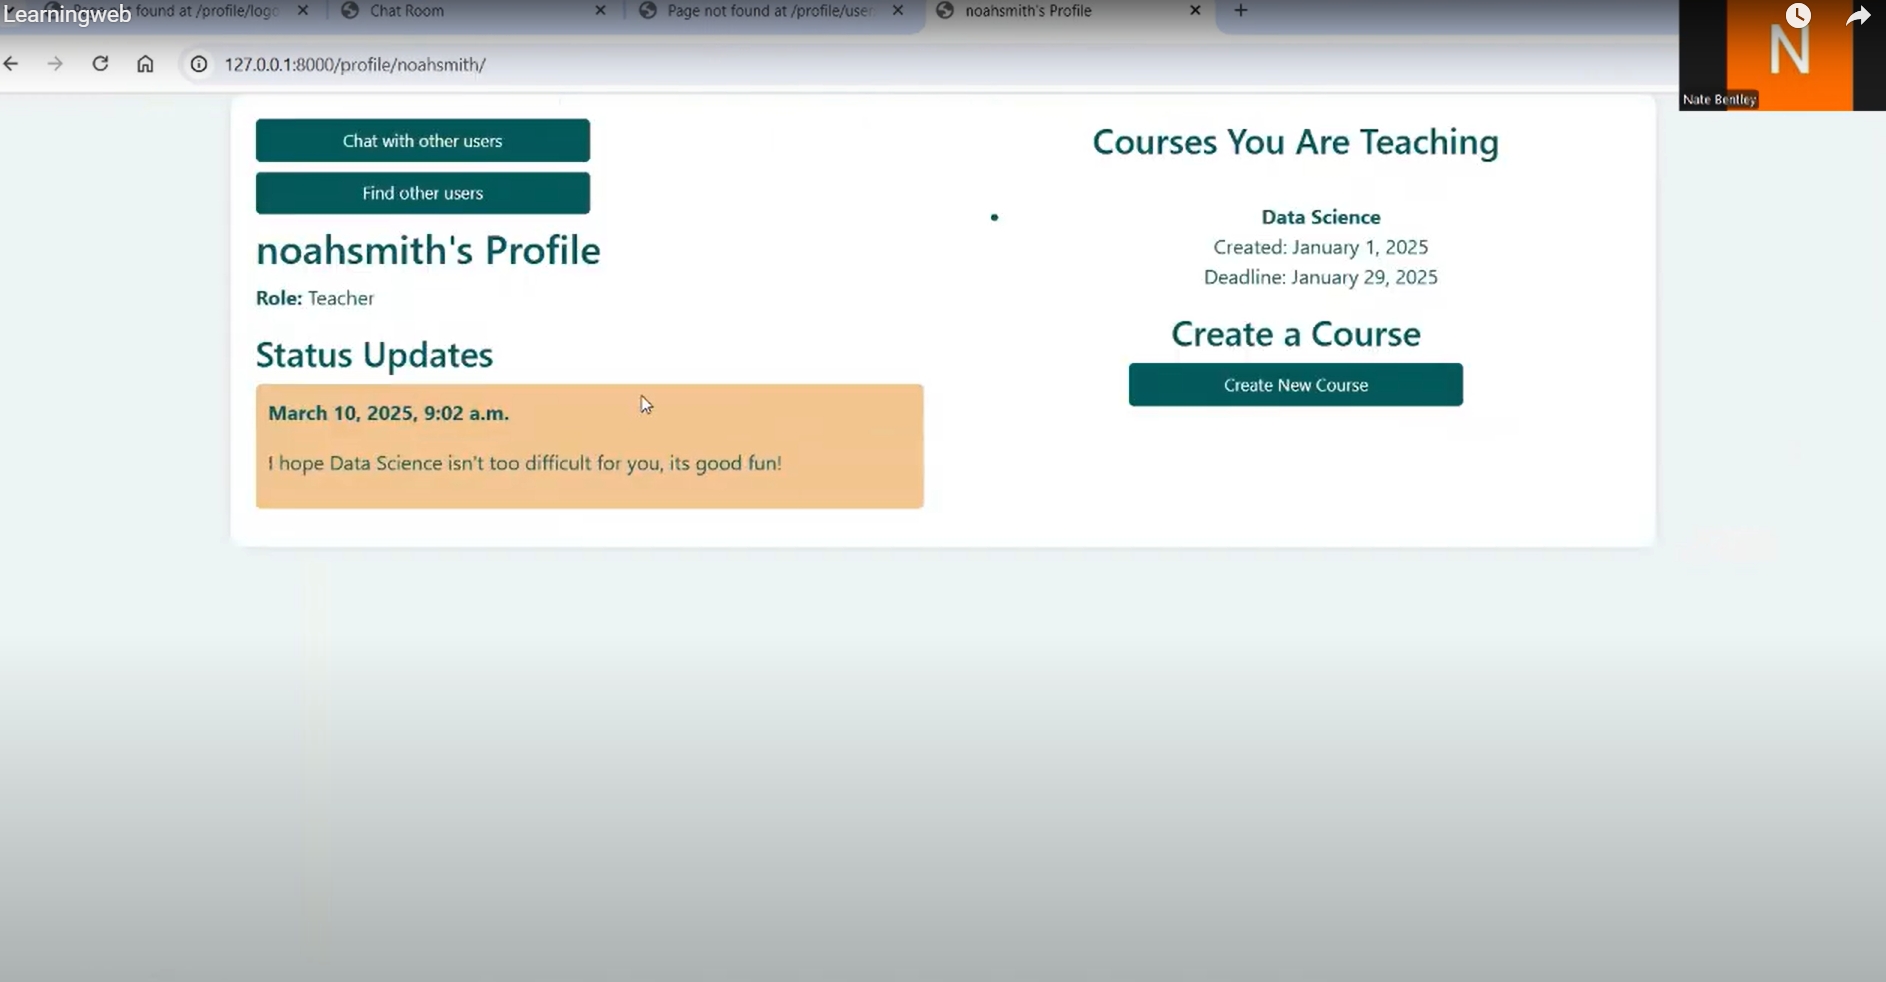 Learningweb
not found at /profile/logo
Chat Room
Page not found at /profile/user
noahsmith's Profile
127.0.0.1:8000/profile/noahsmith/
N
Nate Bentley
Chat with other users
Find other users
noahsmith's Profile
Role: Teacher
Status Updates
March 10, 2025, 9:02 a.m.
I hope Data Science isn't too difficult for you, its good fun!
Courses You Are Teaching
Data Science
Created: January 1, 2025
Deadline: January 29, 2025
Create a Course
Create New Course